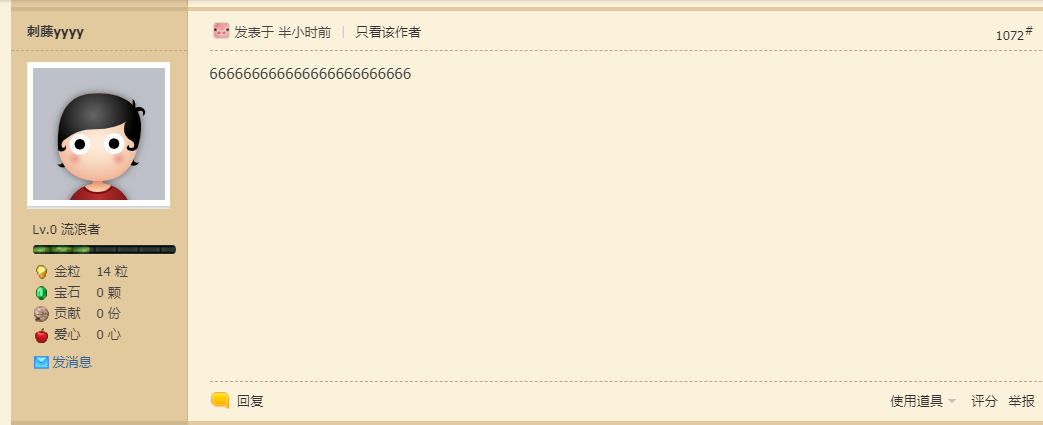 刺藤yyyy
发表于 半小时前 | 只看该作者
1072#
666666666666666666666666
Lv.0 流浪者
金粒 14 粒
宝石 0 颗
贡献 0 份
爱心 0 心
发消息
回复
使用道具 评分 举报